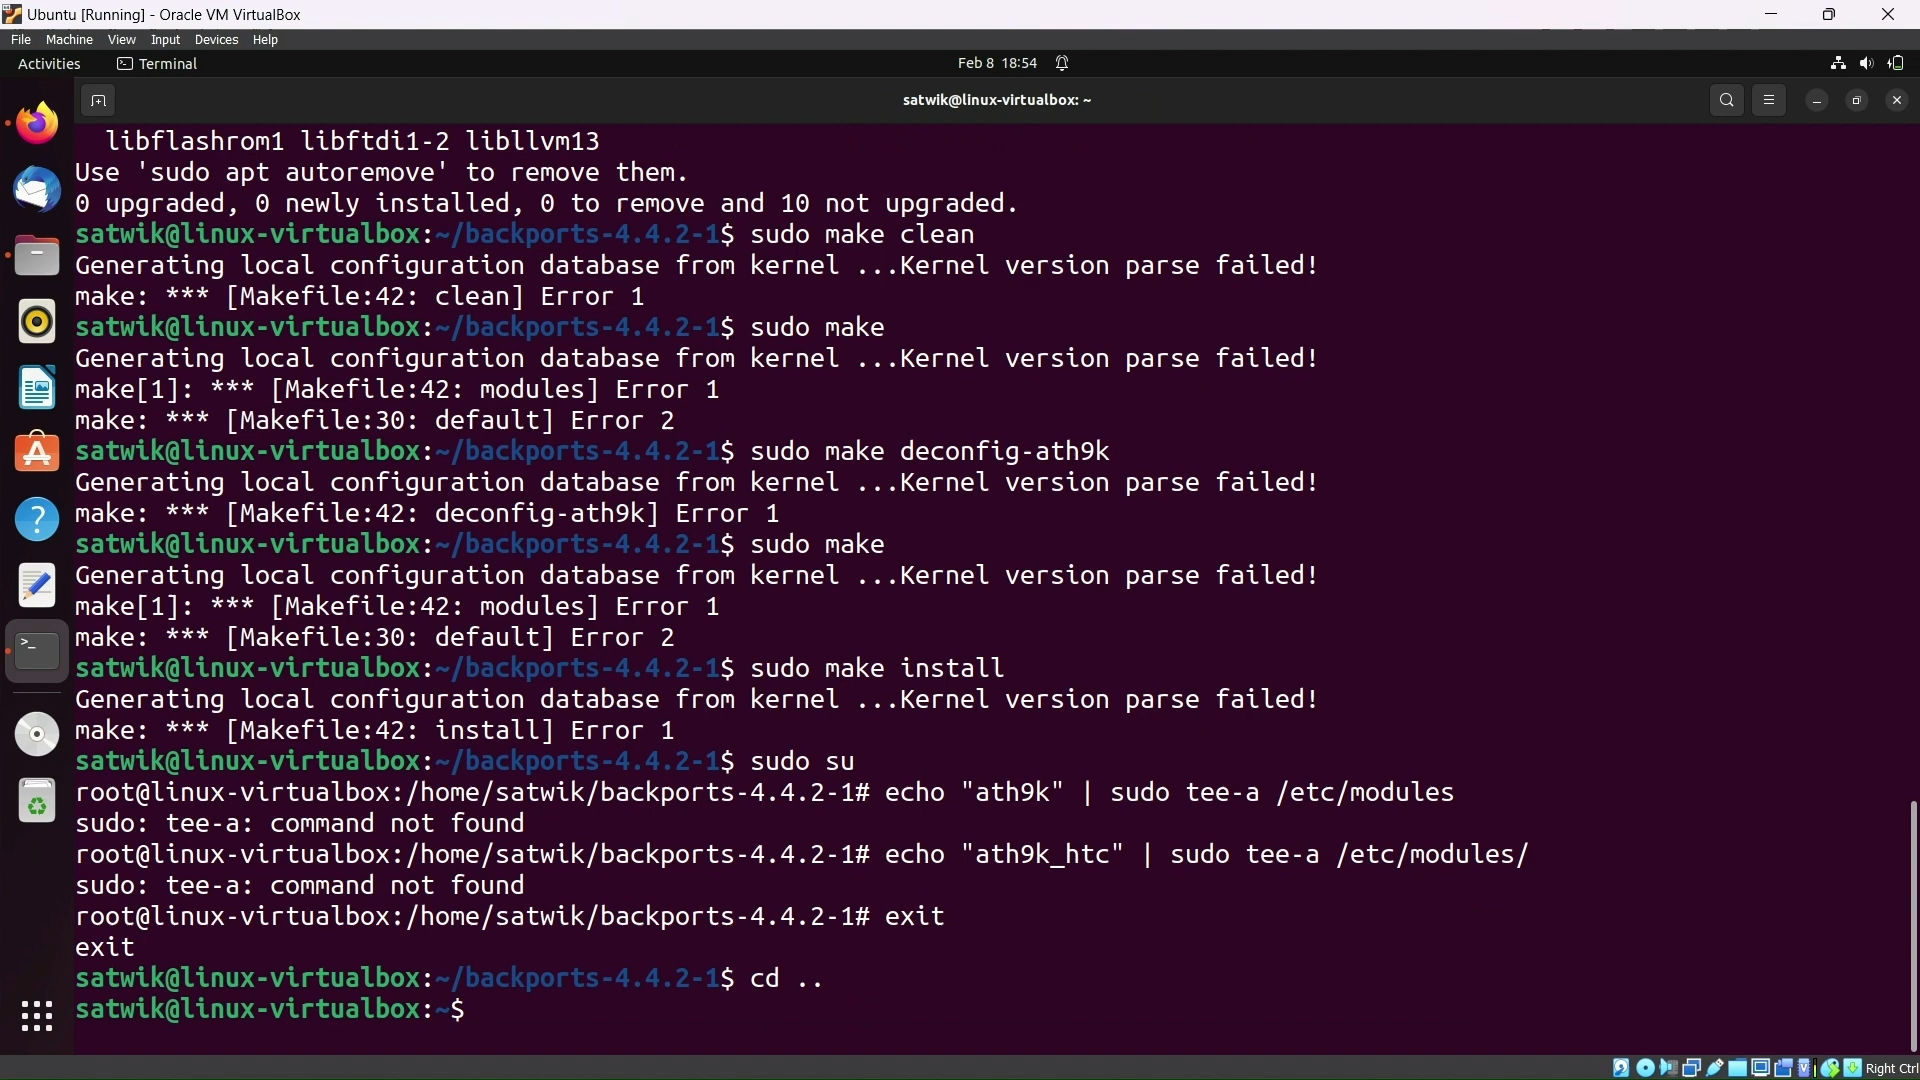 Ubuntu [Running] - Oracle VM VirtualBox
File Machine View Input Devices Help
Activities Terminal Feb 8 18:54
satwik@linux-virtualbox: ~
libflashrom1 libftdi1-2 libllvm13
Use 'sudo apt autoremove' to remove them.
0 upgraded, 0 newly installed, 0 to remove and 10 not upgraded.
satwik@linux-virtualbox:~/backports-4.4.2-1$ sudo make clean
Generating local configuration database from kernel ...Kernel version parse failed!
make: *** [Makefile:42: clean] Error 1
satwik@linux-virtualbox:~/backports-4.4.2-1$ sudo make
Generating local configuration database from kernel ...Kernel version parse failed!
make[1]: *** [Makefile:42: modules] Error 1
make: *** [Makefile:30: default] Error 2
satwik@linux-virtualbox:~/backports-4.4.2-1$ sudo make deconfig-ath9k
Generating local configuration database from kernel ...Kernel version parse failed!
make: *** [Makefile:42: deconfig-ath9k] Error 1
satwik@linux-virtualbox:~/backports-4.4.2-1$ sudo make
Generating local configuration database from kernel ...Kernel version parse failed!
make[1]: *** [Makefile:42: modules] Error 1
make: *** [Makefile:30: default] Error 2
satwik@linux-virtualbox:~/backports-4.4.2-1$ sudo make install
Generating local configuration database from kernel ...Kernel version parse failed!
make: *** [Makefile:42: install] Error 1
satwik@linux-virtualbox:~/backports-4.4.2-1$ sudo su
root@linux-virtualbox:/home/satwik/backports-4.4.2-1# echo "ath9k" | sudo tee-a /etc/modules
sudo: tee-a: command not found
root@linux-virtualbox:/home/satwik/backports-4.4.2-1# echo "ath9k_htc" | sudo tee-a /etc/modules/
sudo: tee-a: command not found
root@linux-virtualbox:/home/satwik/backports-4.4.2-1# exit
exit
satwik@linux-virtualbox:~/backports-4.4.2-1$ cd ..
satwik@linux-virtualbox:~$
Right Ctrl